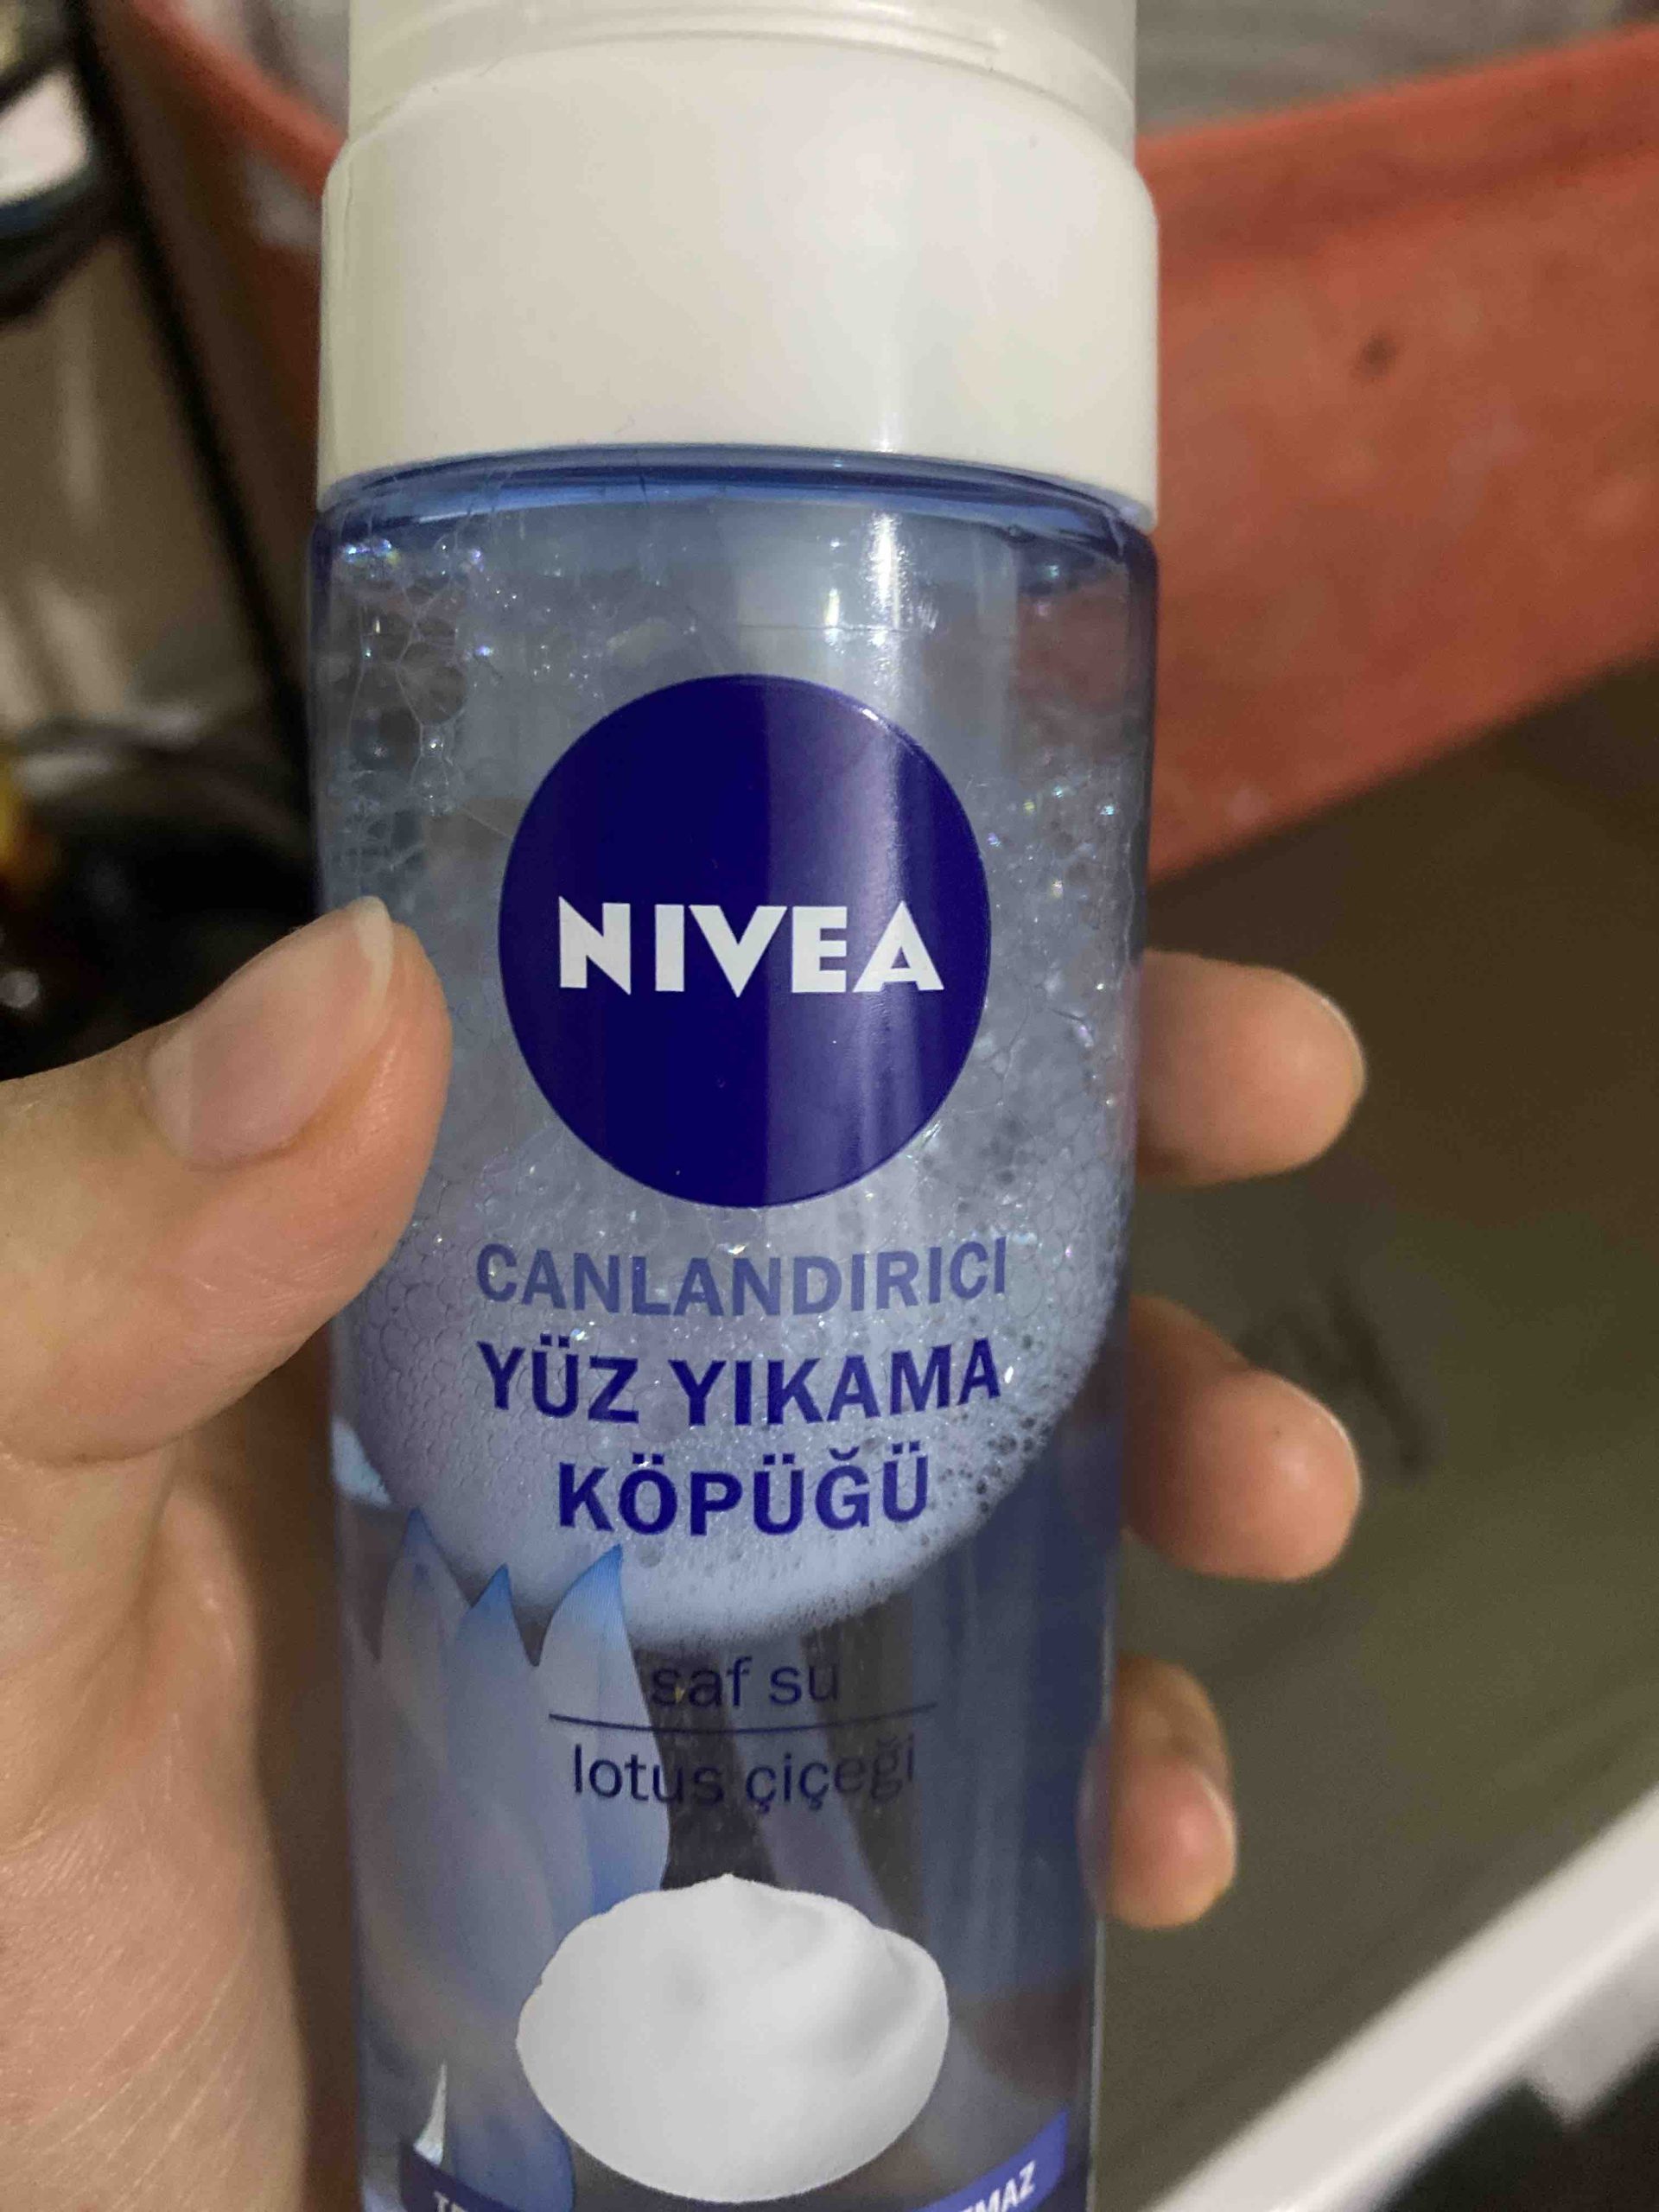 NIVEA
CANLANDIRICI
YÜZ YIKAMA
KÖPÜĞÜ
saf su
lotus çiçeği